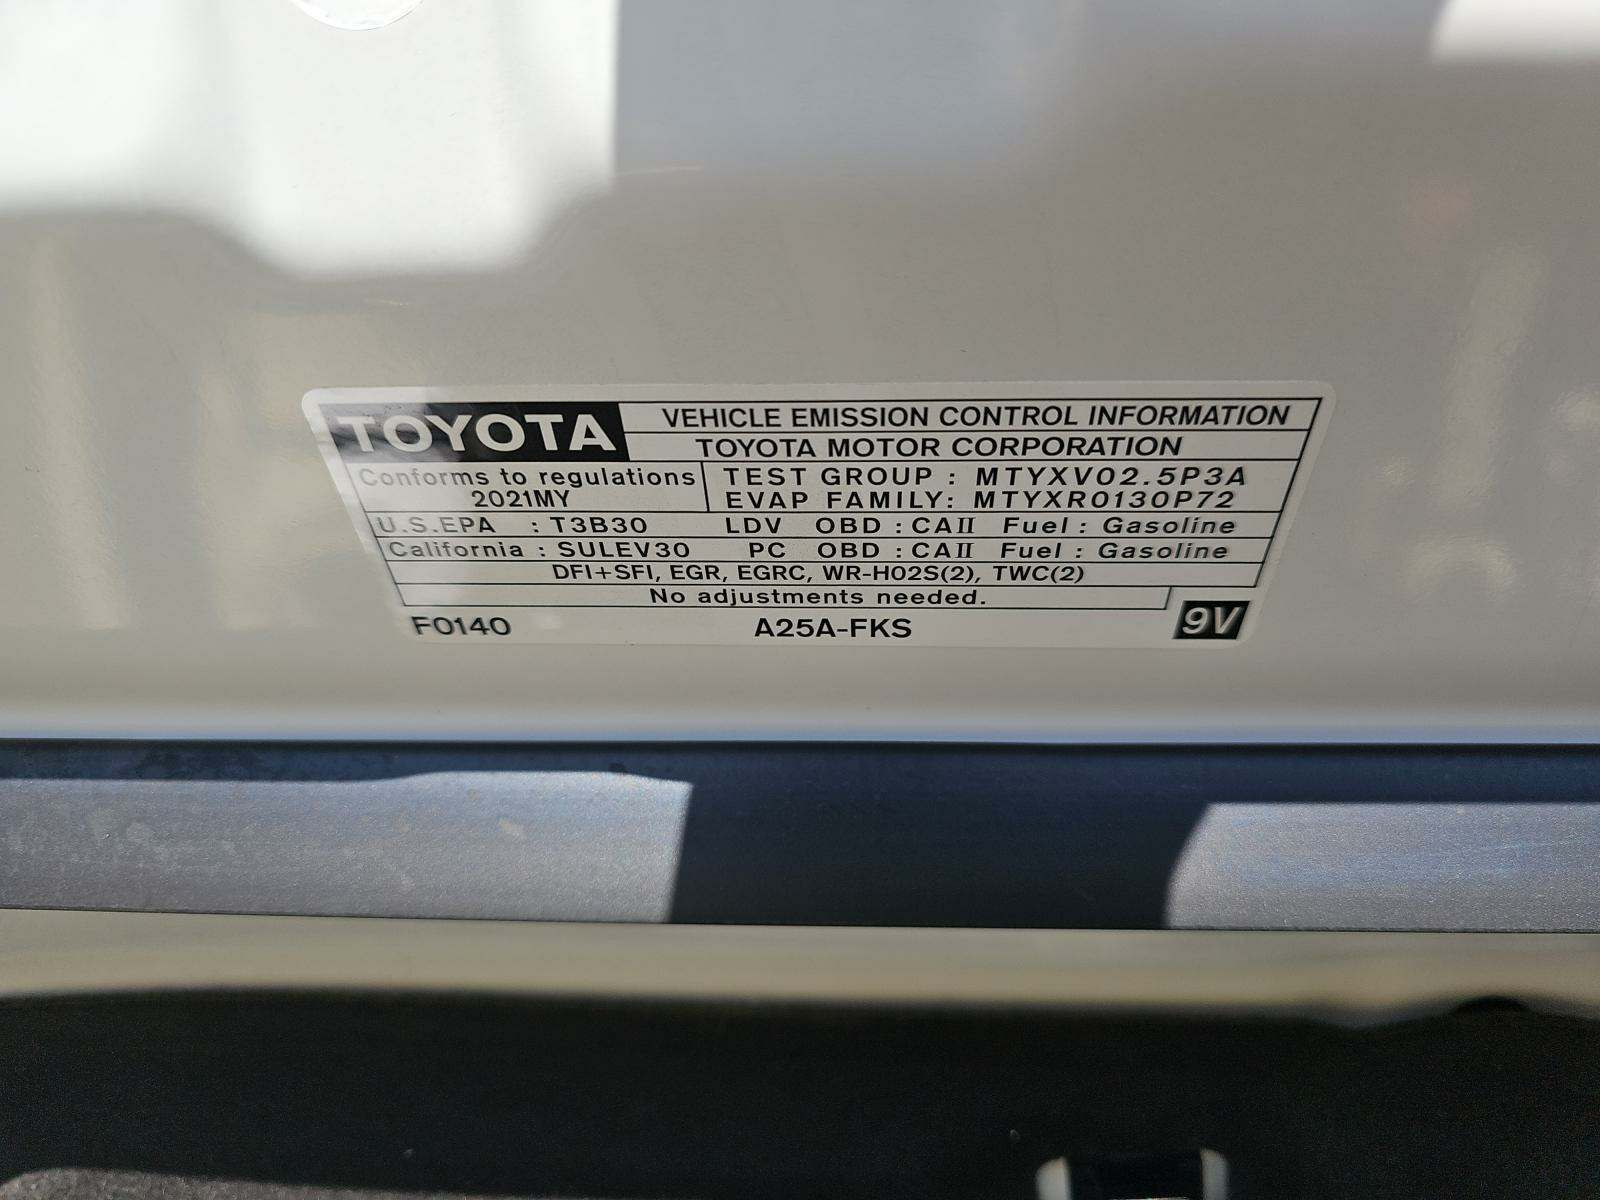 TOYOTA VEHICLE EMISSION CONTROL INFORMATION
TOYOTA MOTOR CORPORATION
Conforms to regulations TEST GROUP : MTYXV02.5P3A
2021MY EVAP FAMILY: MTYXR0130P72
U.S.EPA : T3B30 LDV OBD : CAII Fuel : Gasoline
California : SULEV30 PC OBD : CAII Fuel : Gasoline
DFI+SFI, EGR, EGRC, WR-HO2S(2), TWC(2)
No adjustments needed.
F0140 A25A-FKS 9V